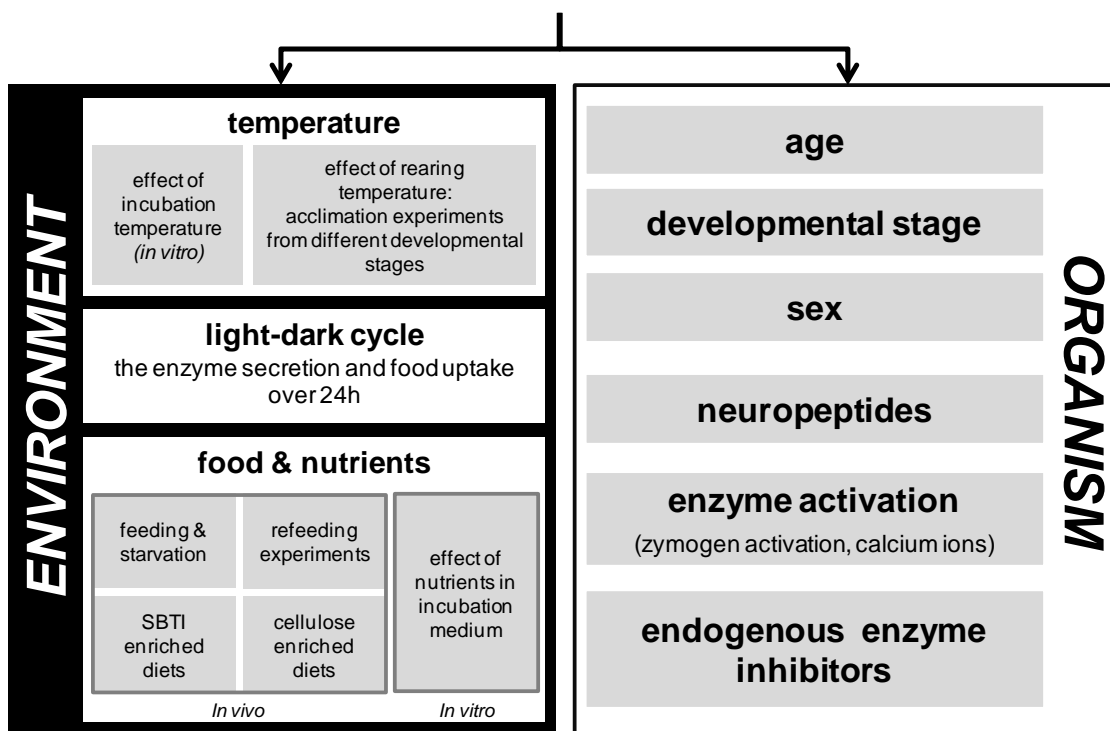 ENVIRONMENT
temperature
effect of
incubation
temperature
(in vitro)
effect of rearing
temperature:
acclimation experiments
from different developmental
stages
light-dark cycle
the enzyme secretion and food uptake
over 24h
food & nutrients
feeding &
starvation
refeeding
experiments
SBTI
enriched
diets
cellulose
enriched
diets
In vivo
effect of
nutrients in
incubation
medium
In vitro
ORGANISM
age
developmental stage
sex
neuropeptides
enzyme activation
(zymogen activation, calcium ions)
endogenous enzyme
inhibitors